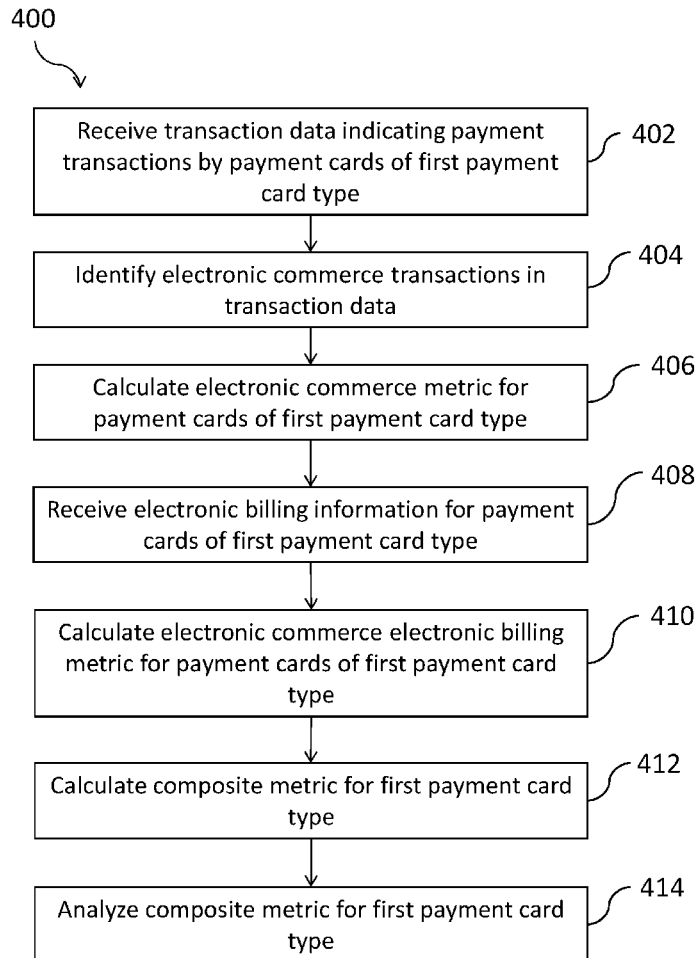 400
Receive transaction data indicating payment
transactions by payment cards of first payment
card type
402
Identify electronic commerce transactions in
transaction data
404
Calculate electronic commerce metric for
payment cards of first payment card type
406
Receive electronic billing information for payment
cards of first payment card type
408
Calculate electronic commerce electronic billing
metric for payment cards of first payment card
type
410
Calculate composite metric for first payment card
type
412
Analyze composite metric for first payment card
type
414